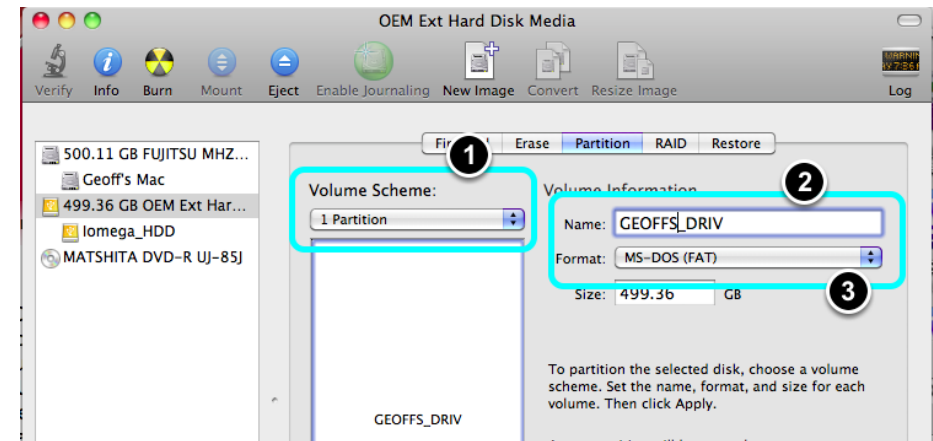 OEM Ext Hard Disk Media
Verify Info Burn Mount Eject Enable Journaling New Image Convert Resize Image Log
Erase Partition RAID Restore
1
500.11 GB FUJITSU MHZ...
Geoff's Mac
499.36 GB OEM Ext Har...
Iomega_HDD
MATSHITA DVD-R UJ-85J
Volume Scheme:
1 Partition
GEOFFS_DRIV
Volume Information
2
Name: GEOFFS_DRIV
Format: MS-DOS (FAT)
3
Size: 499.36 GB
To partition the selected disk, choose a volume
scheme. Set the name, format, and size for each
volume. Then click Apply.